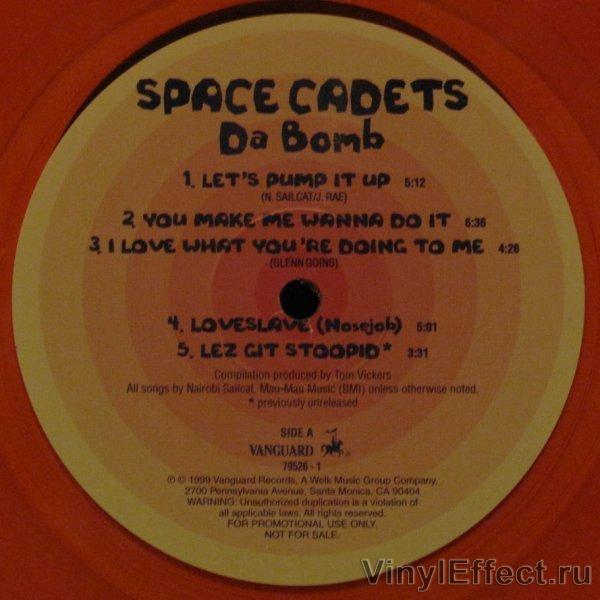 SPACE CADETS
Da Bomb
1. LET'S PUMP IT UP 5:12
(N. SAILCAT/J. RAE)
2. YOU MAKE ME WANNA DO IT 6:36
3. I LOVE WHAT YOU'RE DOING TO ME 4:26
(GLENN GOINS)
4. LOVESLAVE (Nosejob) 5:01
5. LEZ GIT STOOPID* 3:31
Compilation produced by Tom Vickers
All songs by Nairobi Sailcat, Mau-Mau Music (BMI) unless otherwise noted.
* previously unreleased
SIDE A
VANGUARD
79526 - 1
℗ © 1999 Vanguard Records, A Welk Music Group Company,
2700 Pennsylvania Avenue, Santa Monica, CA 90404
WARNING: Unauthorized duplication is a violation of
all applicable laws. All rights reserved.
FOR PROMOTIONAL USE ONLY.
NOT FOR SALE.
VinylEffect.ru